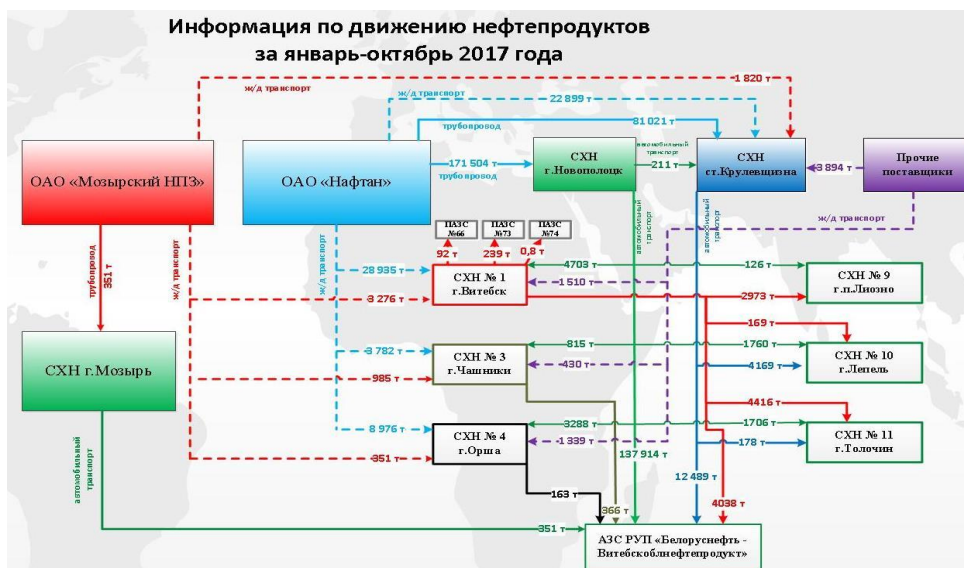 Информация по движению нефтепродуктов
за январь-октябрь 2017 года
1 820 т
ж/д транспорт
ж/д транспорт
22 899 т
трубопровод
81 021 т
ОАО «Мозырский НПЗ»
ОАО «Нафтан»
171 504 т
трубопровод
СХН
г.Новополоцк
автомобильный
транспорт
211 т
СХН
ст.Крулевщизна
3 894 т
Прочие
поставщики
ж/д транспорт
трубопровод
351 т
ж/д транспорт
ж/д транспорт
автомобильный
транспорт
автомобильный
транспорт
ПАЗС
№66
ПАЗС
№73
ПАЗС
№74
92 т
239 т
0,8 т
28 935 т
3 276 т
СХН № 1
г.Витебск
4703 т
126 т
1 510 т
2973 т
СХН № 9
г.п.Лиозно
169 т
СХН г.Мозырь
3 782 т
985 т
СХН № 3
г.Чашники
815 т
1760 т
430 т
4169 т
СХН № 10
г.Лепель
4416 т
8 976 т
351 т
СХН № 4
г.Орша
3288 т
1706 т
1 339 т
178 т
СХН № 11
г.Толочин
137 914 т
12 489 т
автомобильный
транспорт
163 т
366 т
4038 т
351 т
АЗС РУП «Белоруснефть -
Витебскоблнефтепродукт»